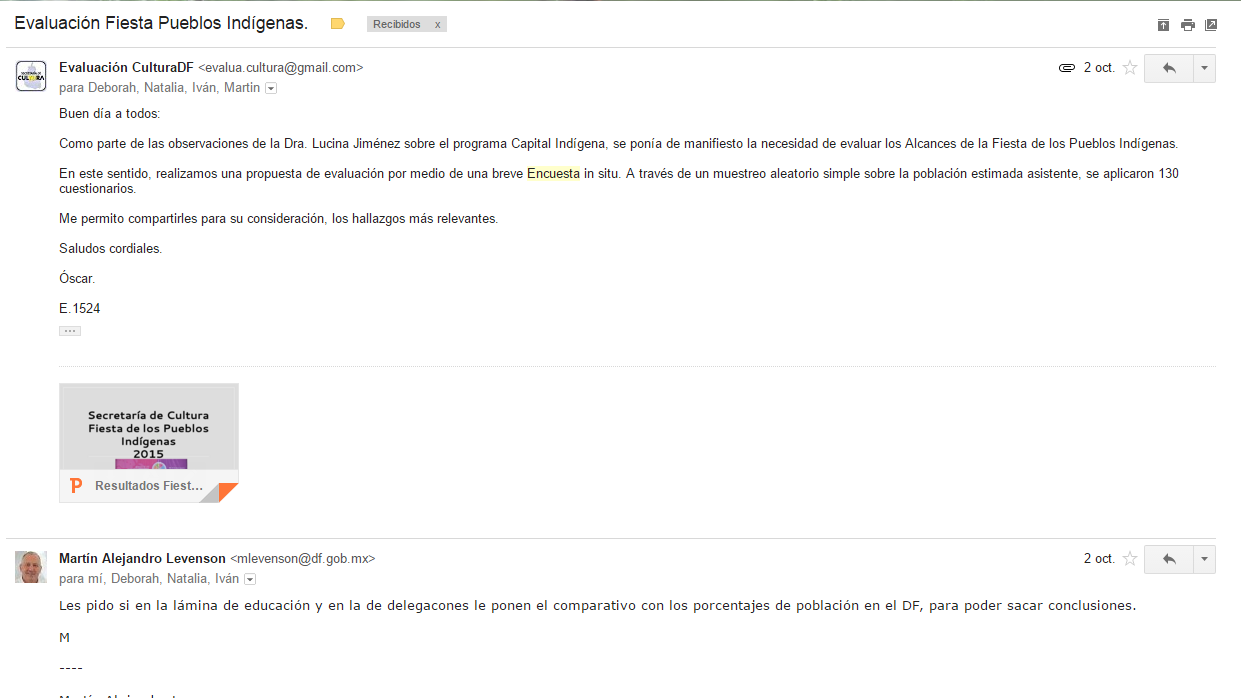 Evaluación Fiesta Pueblos Indígenas.
Recibidos x
Evaluación CulturaDF <evalua.cultura@gmail.com>
2 oct.
para Deborah, Natalia, Iván, Martin
Buen día a todos:
Como parte de las observaciones de la Dra. Lucina Jiménez sobre el programa Capital Indígena, se ponía de manifiesto la necesidad de evaluar los Alcances de la Fiesta de los Pueblos Indígenas.
En este sentido, realizamos una propuesta de evaluación por medio de una breve Encuesta in situ. A través de un muestreo aleatorio simple sobre la población estimada asistente, se aplicaron 130
cuestionarios.
Me permito compartirles para su consideración, los hallazgos más relevantes.
Saludos cordiales.
Óscar.
E.1524
Secretaría de Cultura
Fiesta de los Pueblos
Indígenas
2015
P Resultados Fiest...
Martín Alejandro Levenson <mlevenson@df.gob.mx>
2 oct.
para mí, Deborah, Natalia, Iván
Les pido si en la lámina de educación y en la de delegacones le ponen el comparativo con los porcentajes de población en el DF, para poder sacar conclusiones.
M
----